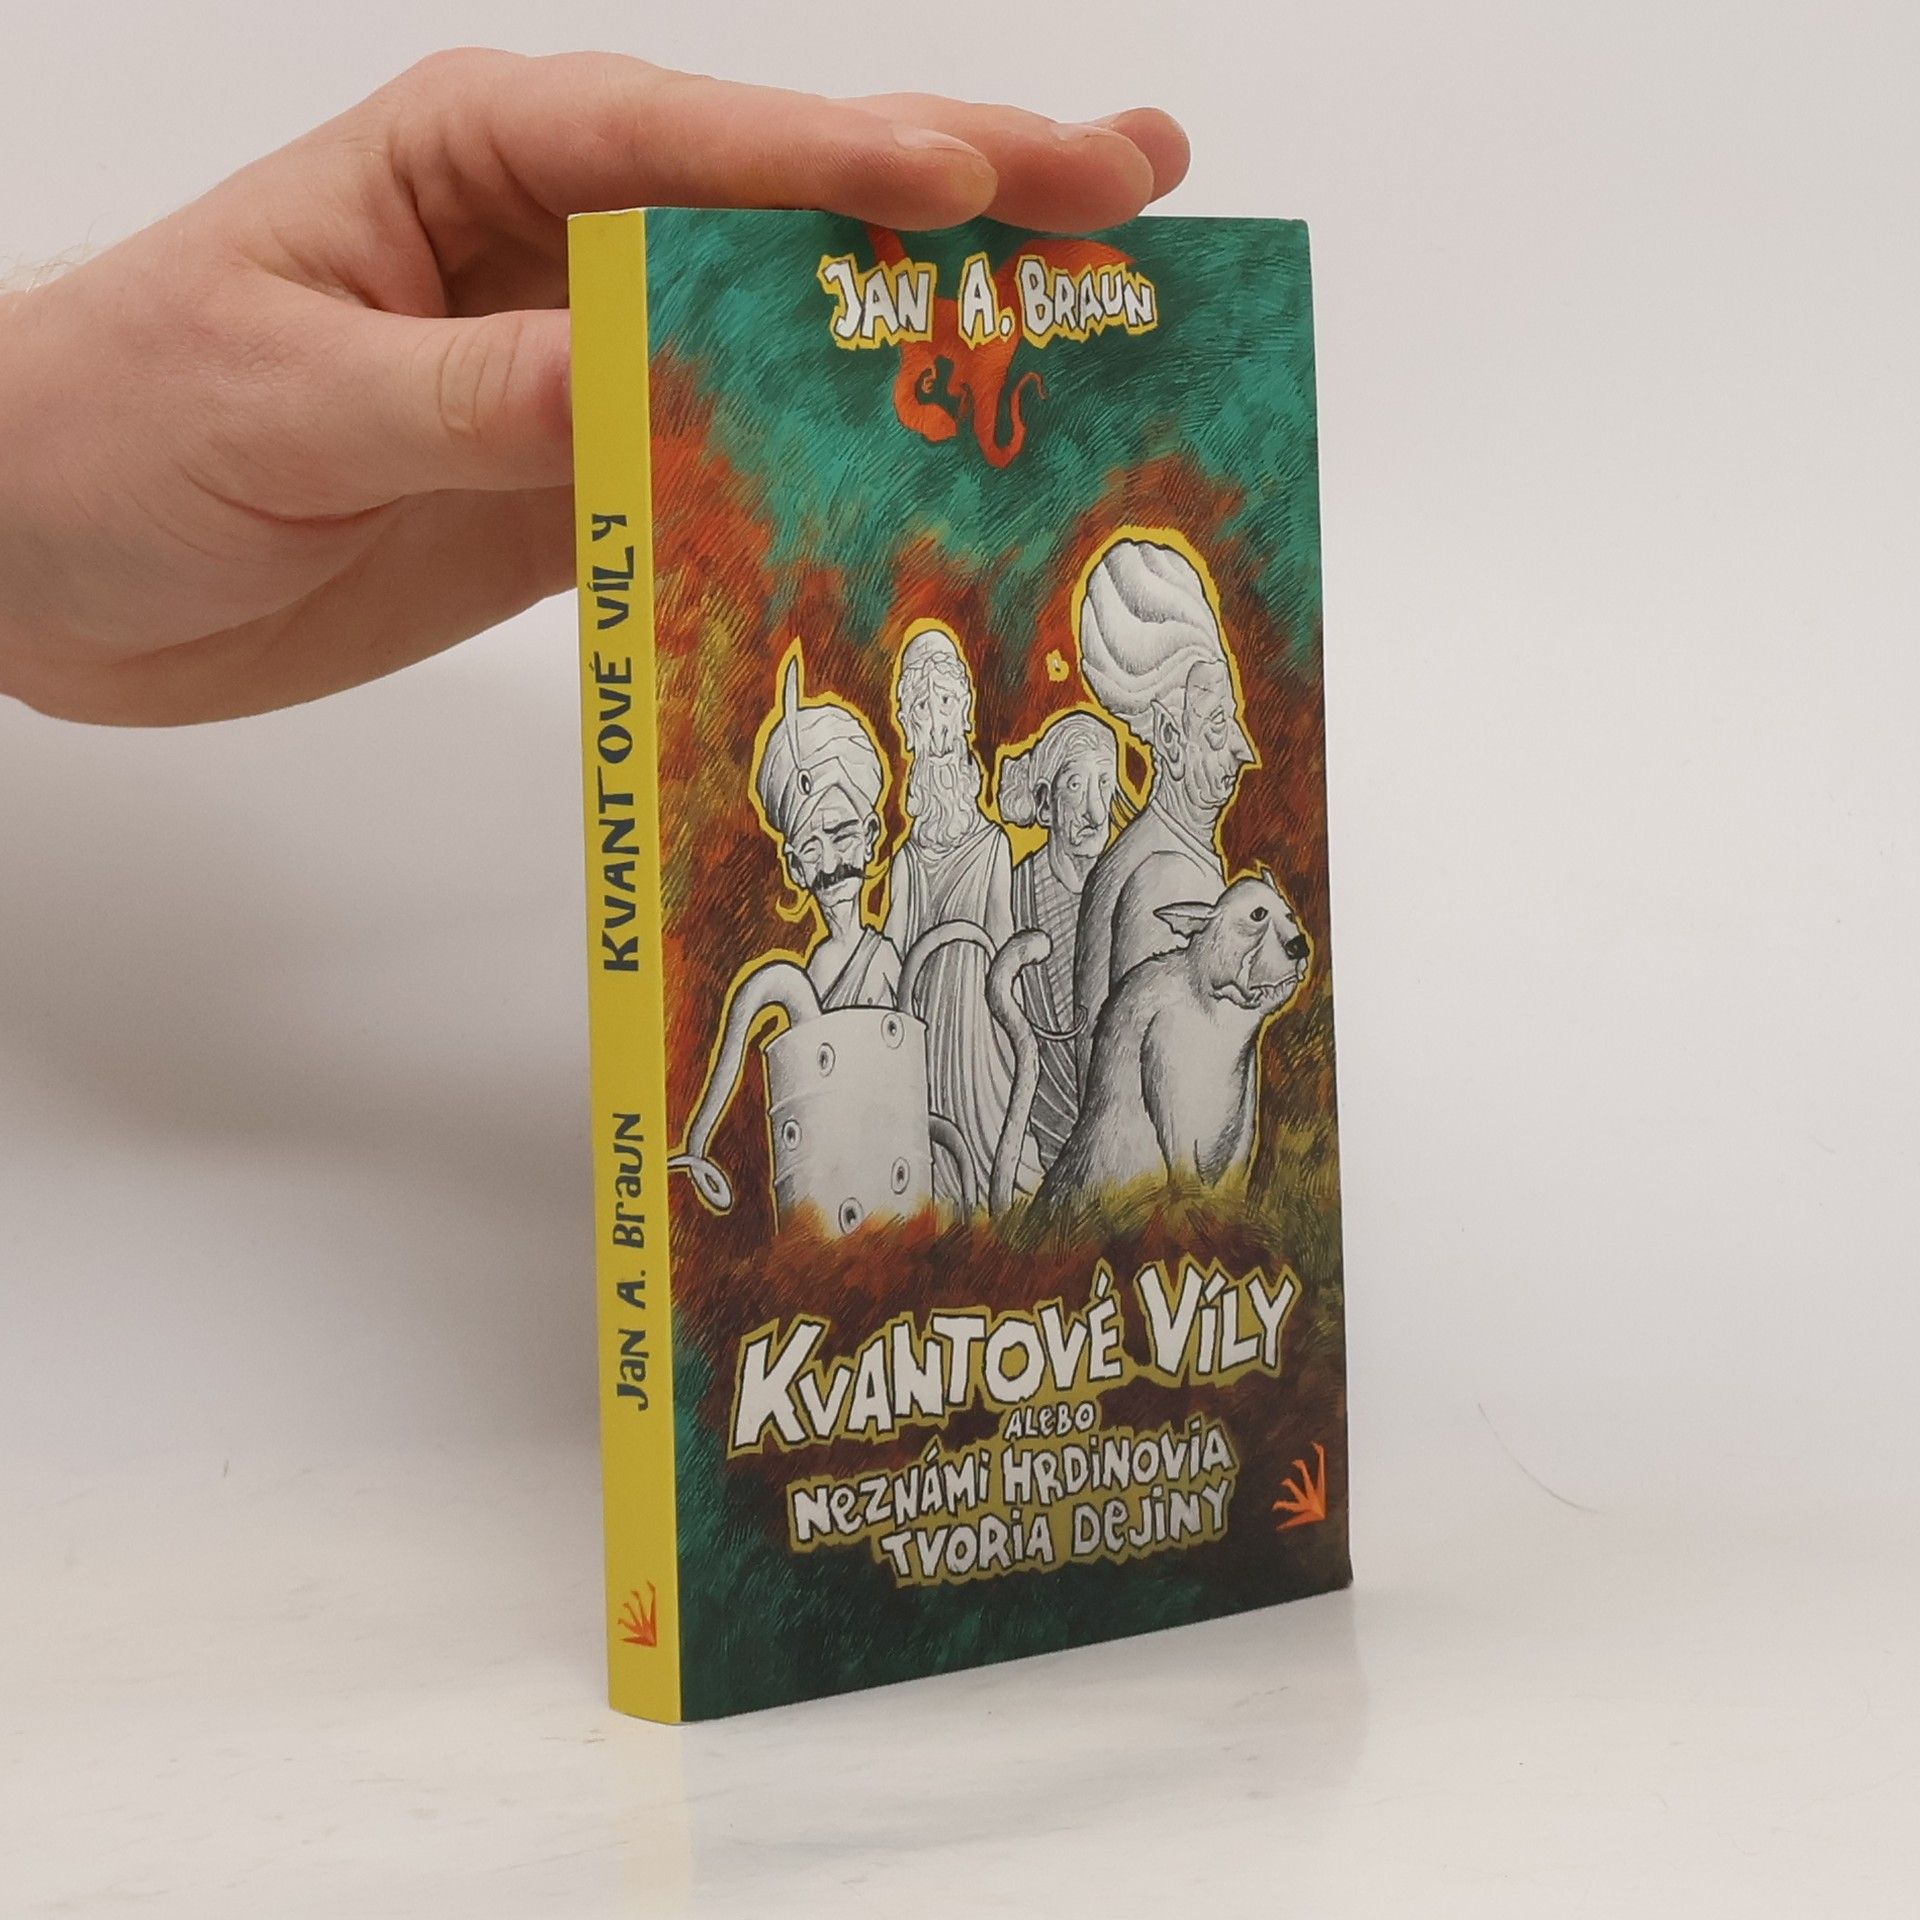 JAN A. BRAUN
KVANTOVÉ VÍLY
ALEBO
NEZNÁMI HRDINOVIA
TVORIA DEJINY
JAN A. BRAUN KVANTOVÉ VÍLY